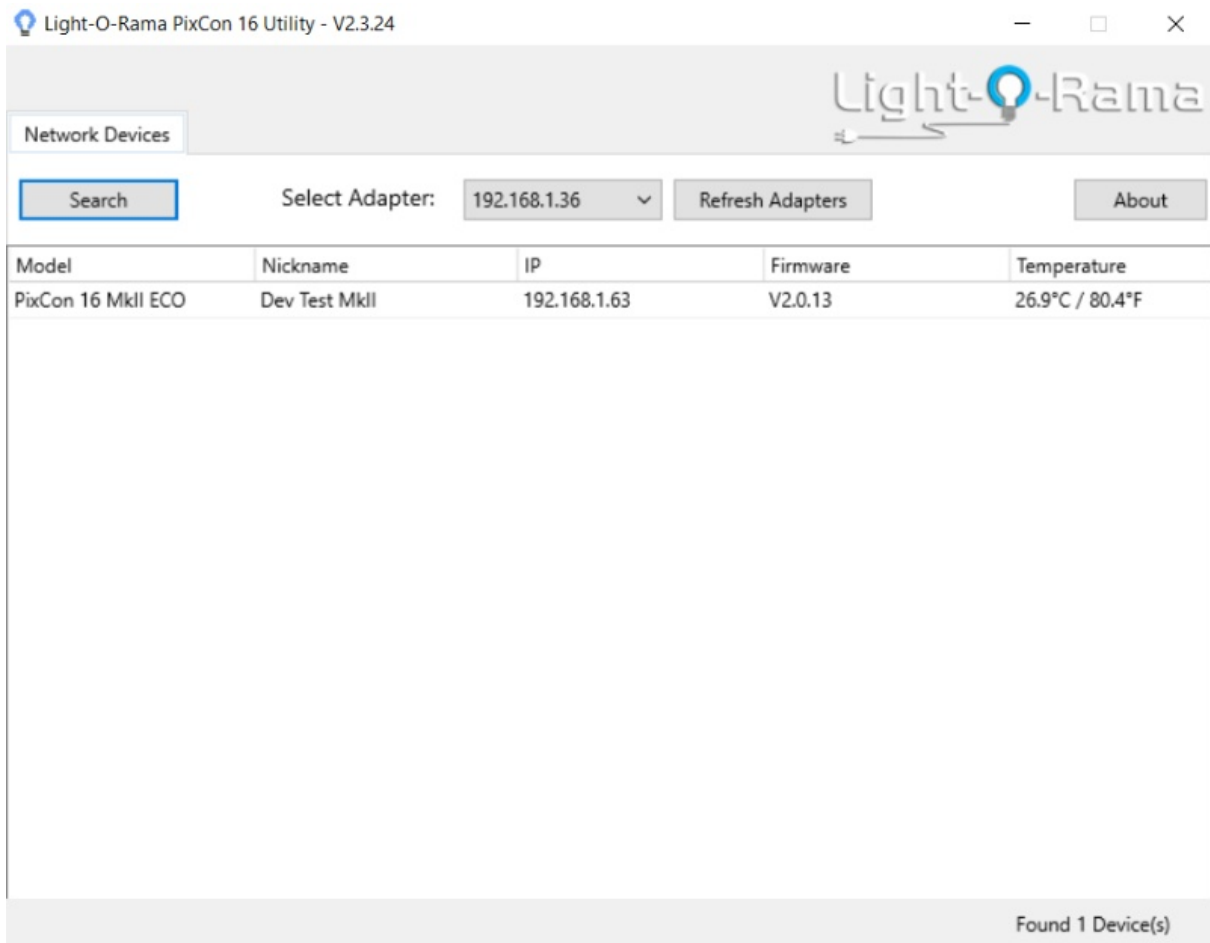 Light-O-Rama PixCon 16 Utility - V2.3.24
Light-O-Rama
Network Devices
Search Select Adapter: 192.168.1.36 Refresh Adapters About
Model Nickname IP Firmware Temperature
PixCon 16 MkII ECO Dev Test MkII 192.168.1.63 V2.0.13 26.9°C / 80.4°F
Found 1 Device(s)